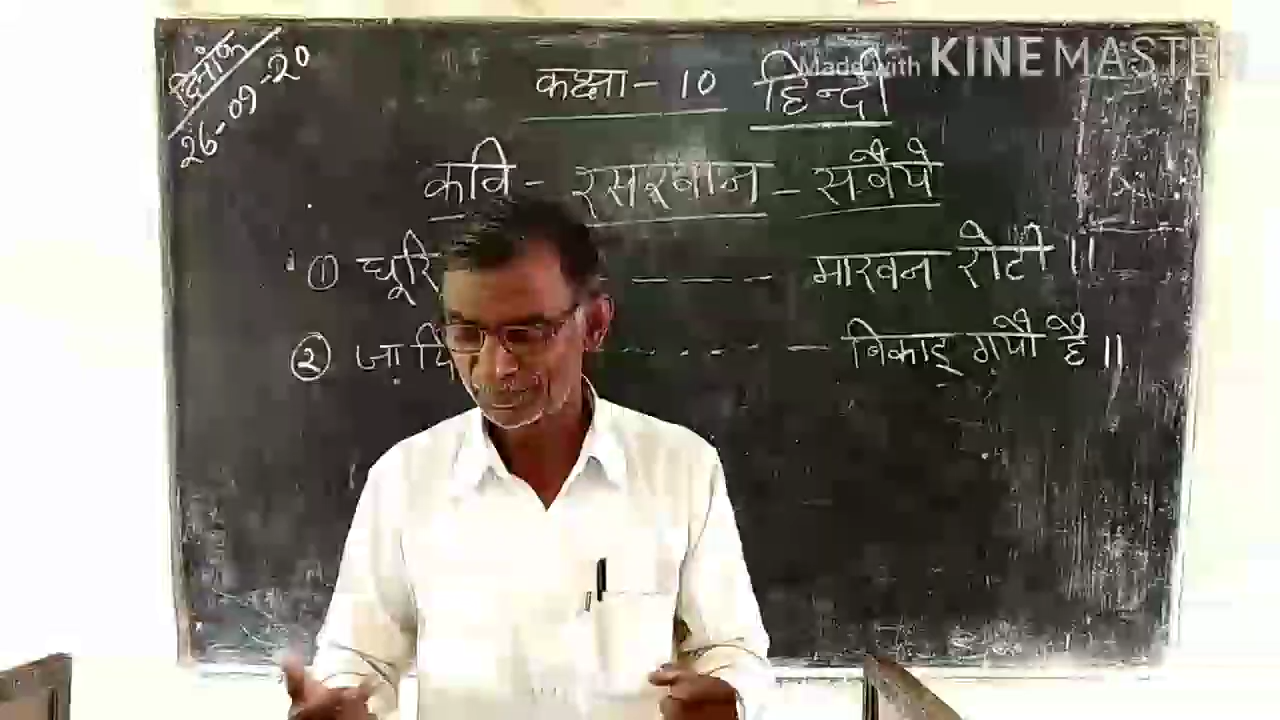 दिनांक
26-09-20
Made with KINEMASTER
कक्षा - 10 हिन्दी
कवि - रसखान - सवैये
① धूरि - - - - माखन रोटी ॥
② जा दि - - - - - बिकाइ गयौ है ॥